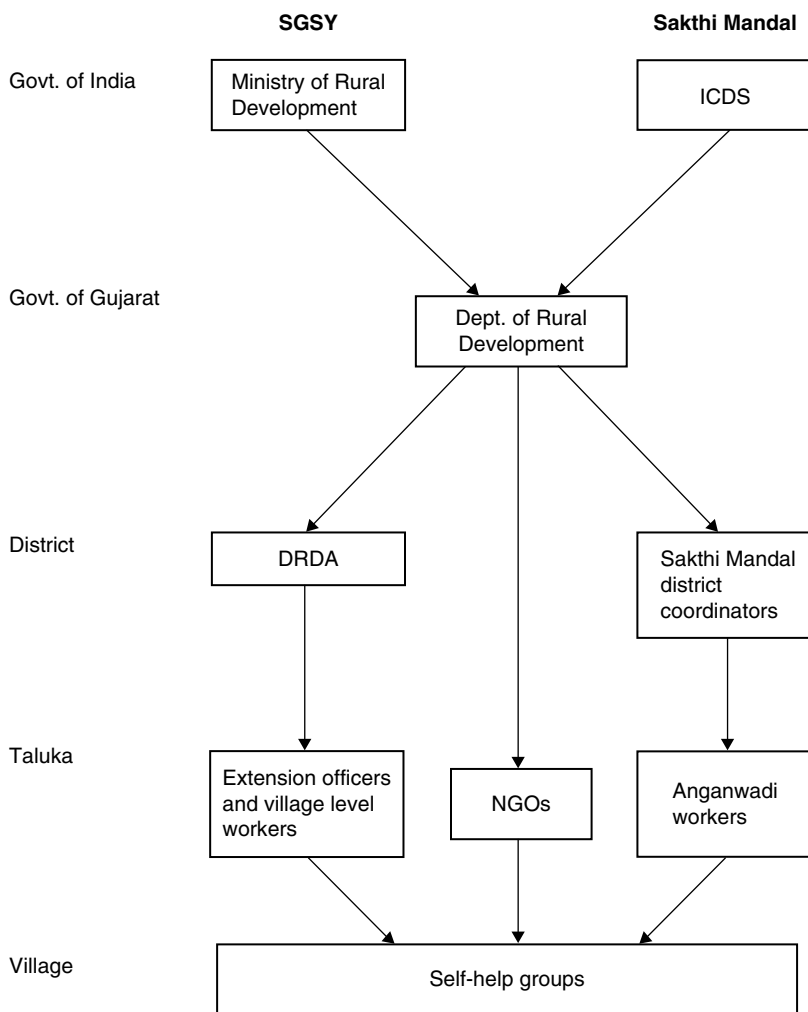 SGSY
Sakthi Mandal
Govt. of India
Ministry of Rural
Development
ICDS
Govt. of Gujarat
Dept. of Rural
Development
District
DRDA
Sakthi Mandal
district
coordinators
Taluka
Extension officers
and village level
workers
NGOs
Anganwadi
workers
Village
Self-help groups